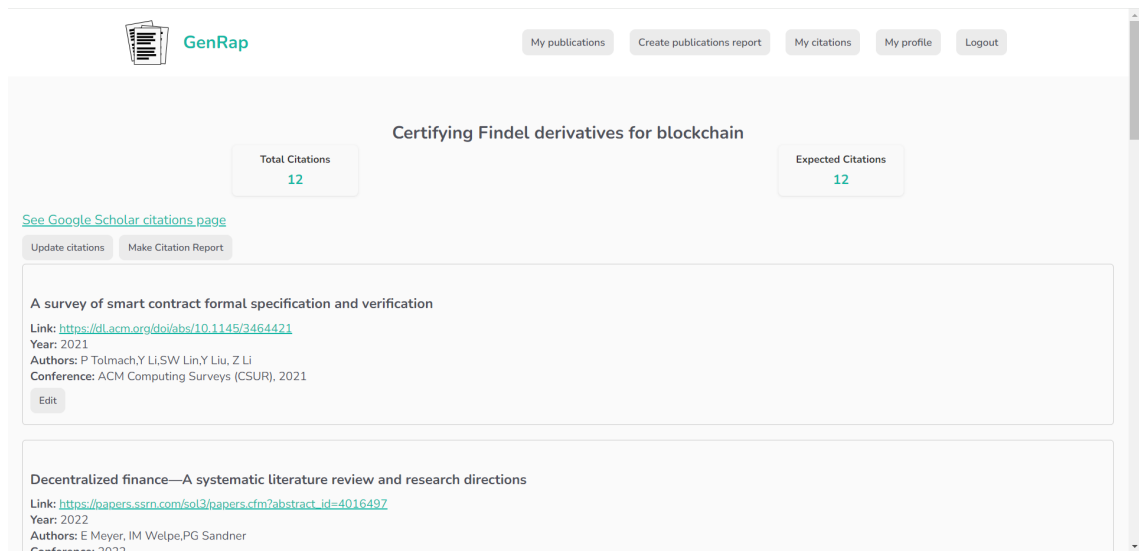 GenRap
My publications
Create publications report
My citations
My profile
Logout
Certifying Findel derivatives for blockchain
Total Citations
12
Expected Citations
12
See Google Scholar citations page
Update citations
Make Citation Report
A survey of smart contract formal specification and verification
Link: https://dl.acm.org/doi/abs/10.1145/3464421
Year: 2021
Authors: P Tolmach,Y Li,SW Lin,Y Liu, Z Li
Conference: ACM Computing Surveys (CSUR), 2021
Edit
Decentralized finance—A systematic literature review and research directions
Link: https://papers.ssrn.com/sol3/papers.cfm?abstract_id=4016497
Year: 2022
Authors: E Meyer, IM Welpe,PG Sandner
Conference: 2022